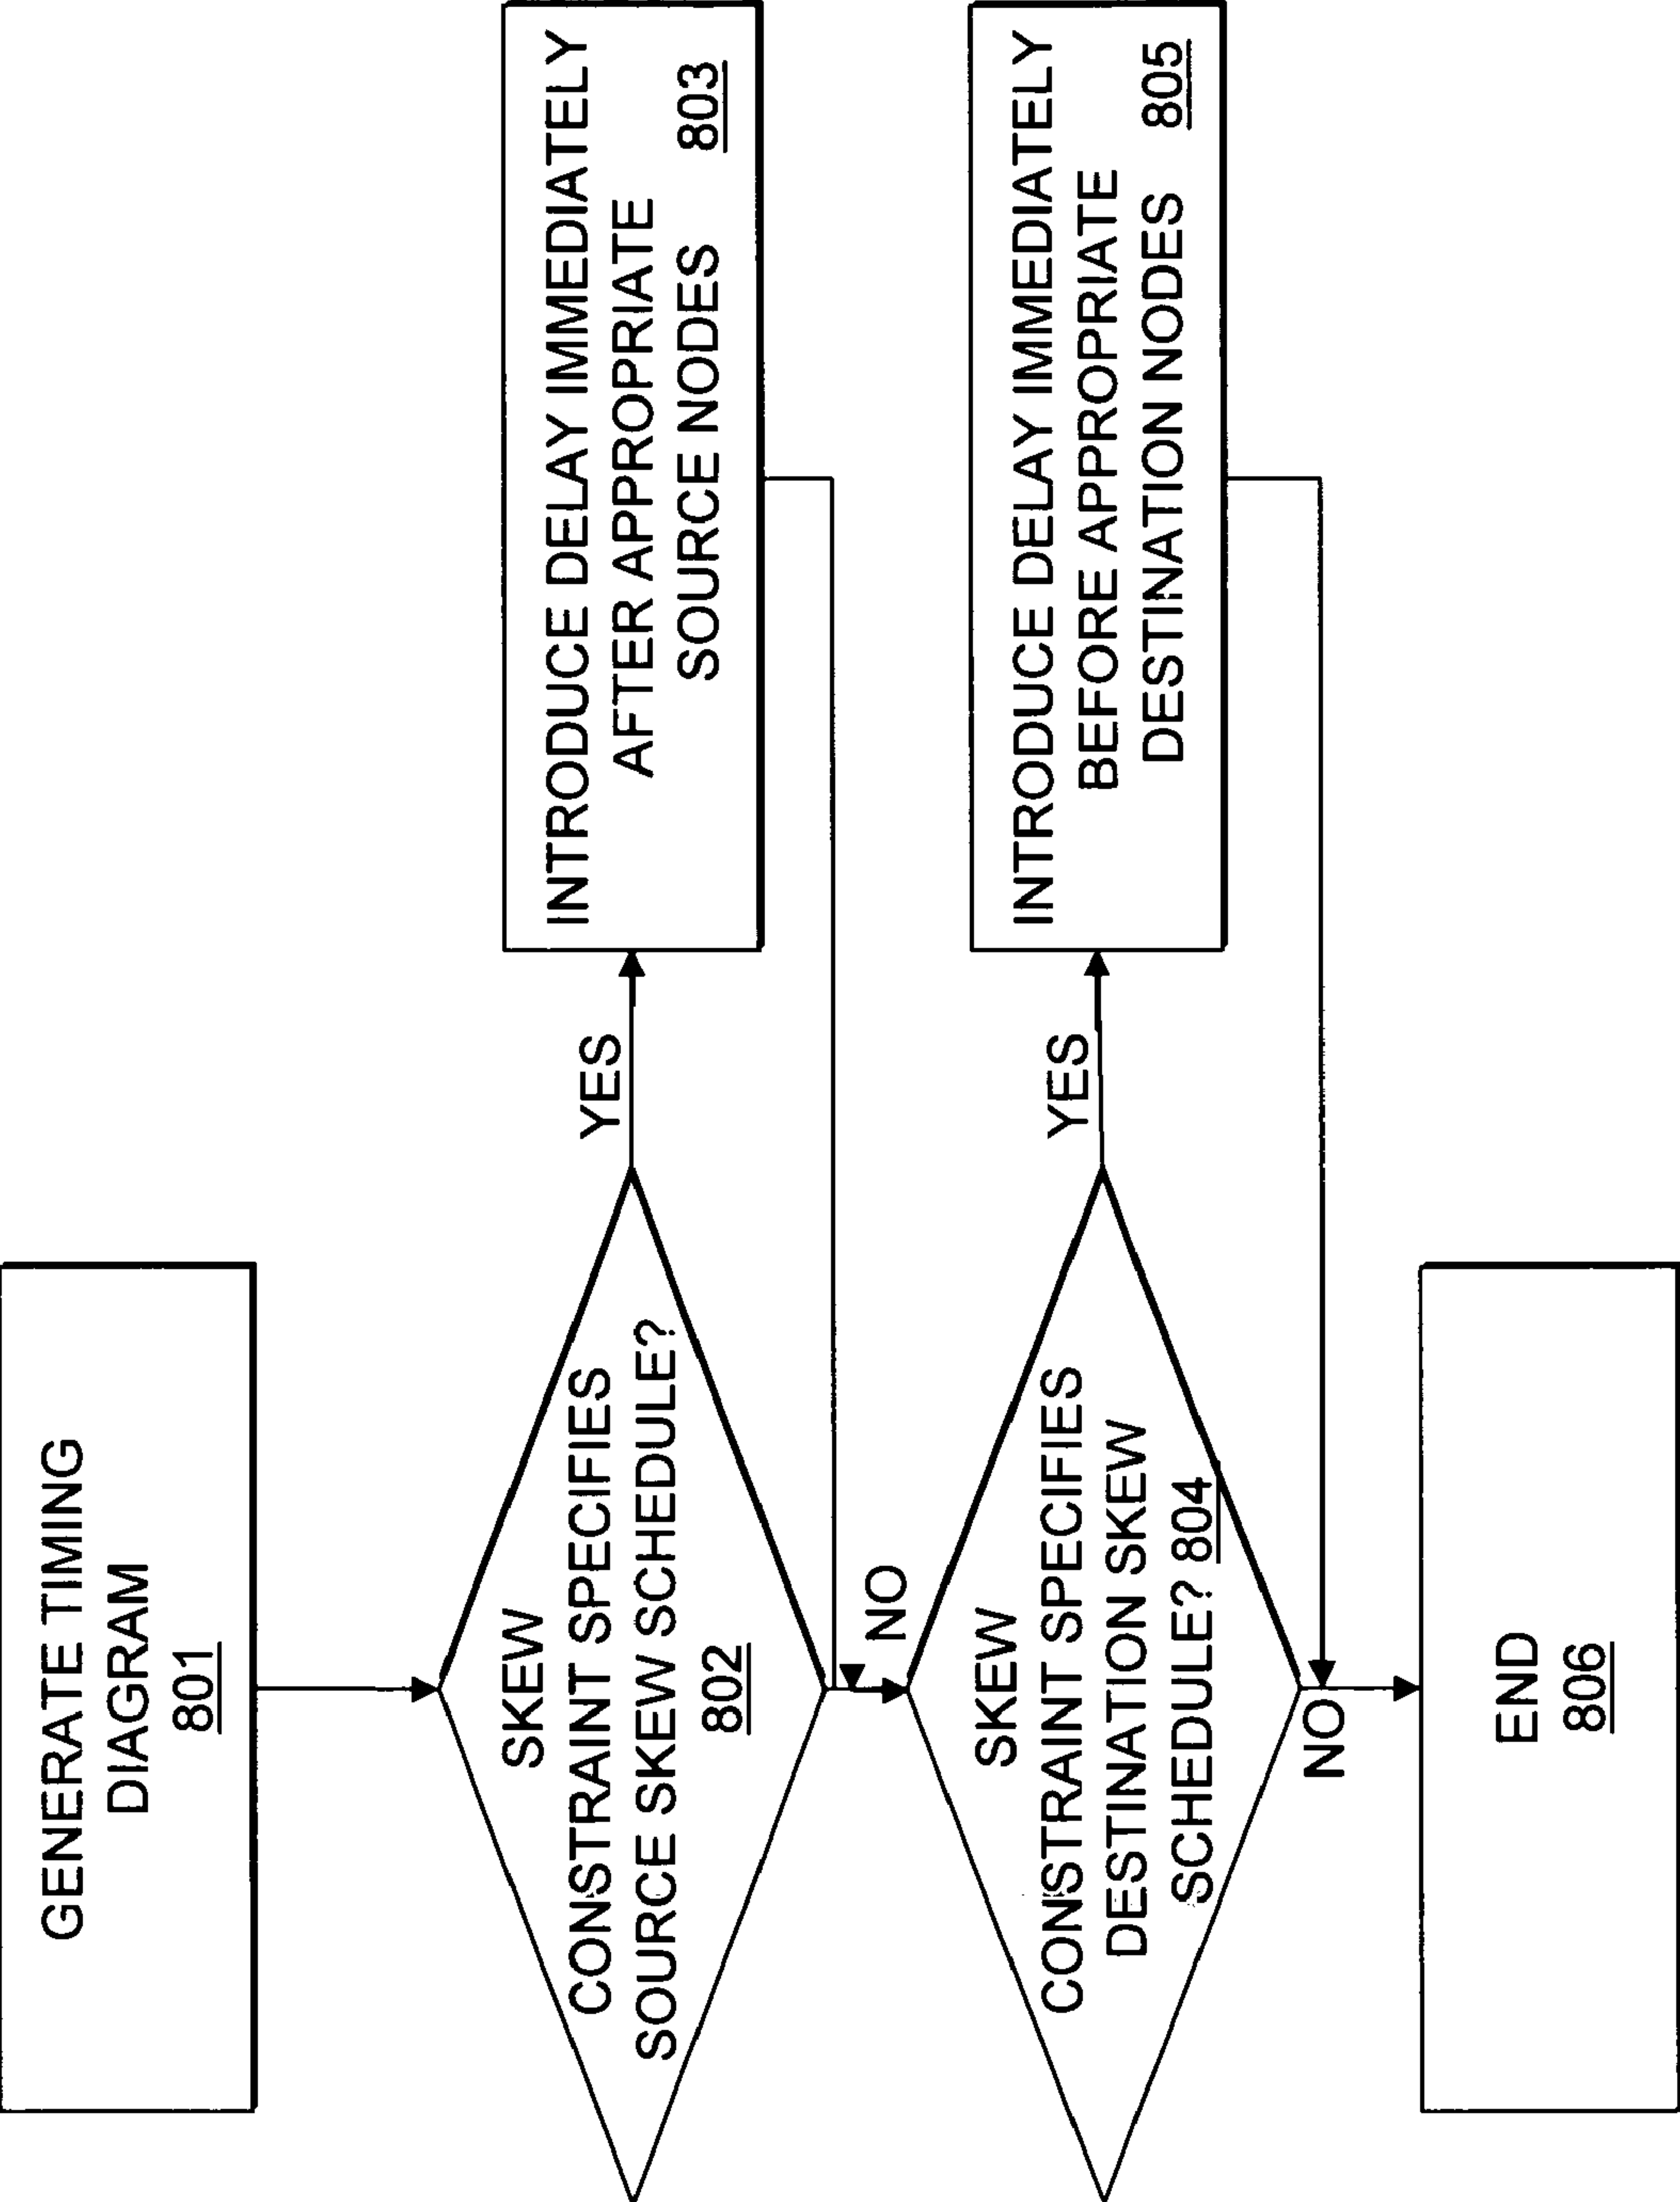 GENERATE TIMING
DIAGRAM
801
SKEW
CONSTRAINT SPECIFIES
SOURCE SKEW SCHEDULE?
802
YES
INTRODUCE DELAY IMMEDIATELY
AFTER APPROPRIATE
SOURCE NODES 803
NO
SKEW
CONSTRAINT SPECIFIES
DESTINATION SKEW
SCHEDULE? 804
YES
INTRODUCE DELAY IMMEDIATELY
BEFORE APPROPRIATE
DESTINATION NODES 805
NO
END
806